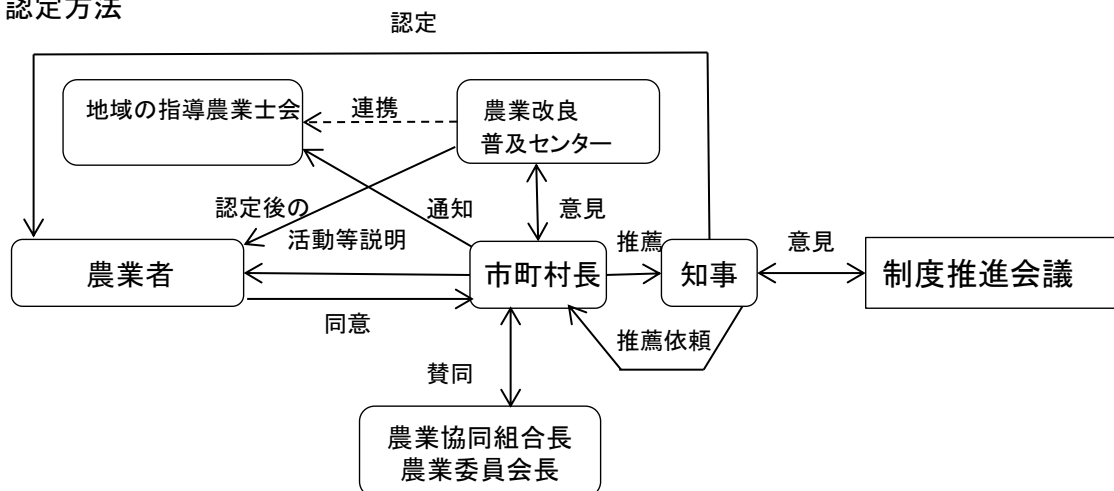 認定方法
認定
地域の指導農業士会
連携
農業改良
普及センター
認定後の
通知
意見
活動等説明
推薦
意見
農業者
市町村長
知事
制度推進会議
同意
推薦依頼
賛同
農業協同組合長
農業委員会長